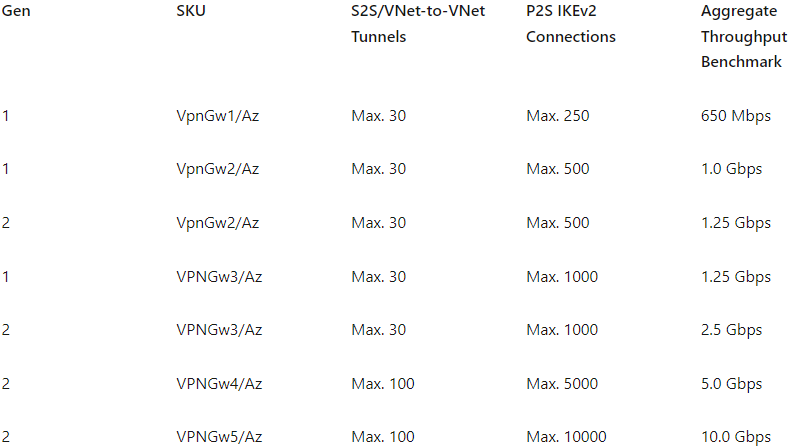 Gen SKU S2S/VNet-to-VNet Tunnels P2S IKEv2 Connections Aggregate Throughput Benchmark
1 VpnGw1/Az Max. 30 Max. 250 650 Mbps
1 VpnGw2/Az Max. 30 Max. 500 1.0 Gbps
2 VpnGw2/Az Max. 30 Max. 500 1.25 Gbps
1 VPNGw3/Az Max. 30 Max. 1000 1.25 Gbps
2 VPNGw3/Az Max. 30 Max. 1000 2.5 Gbps
2 VPNGw4/Az Max. 100 Max. 5000 5.0 Gbps
2 VPNGw5/Az Max. 100 Max. 10000 10.0 Gbps